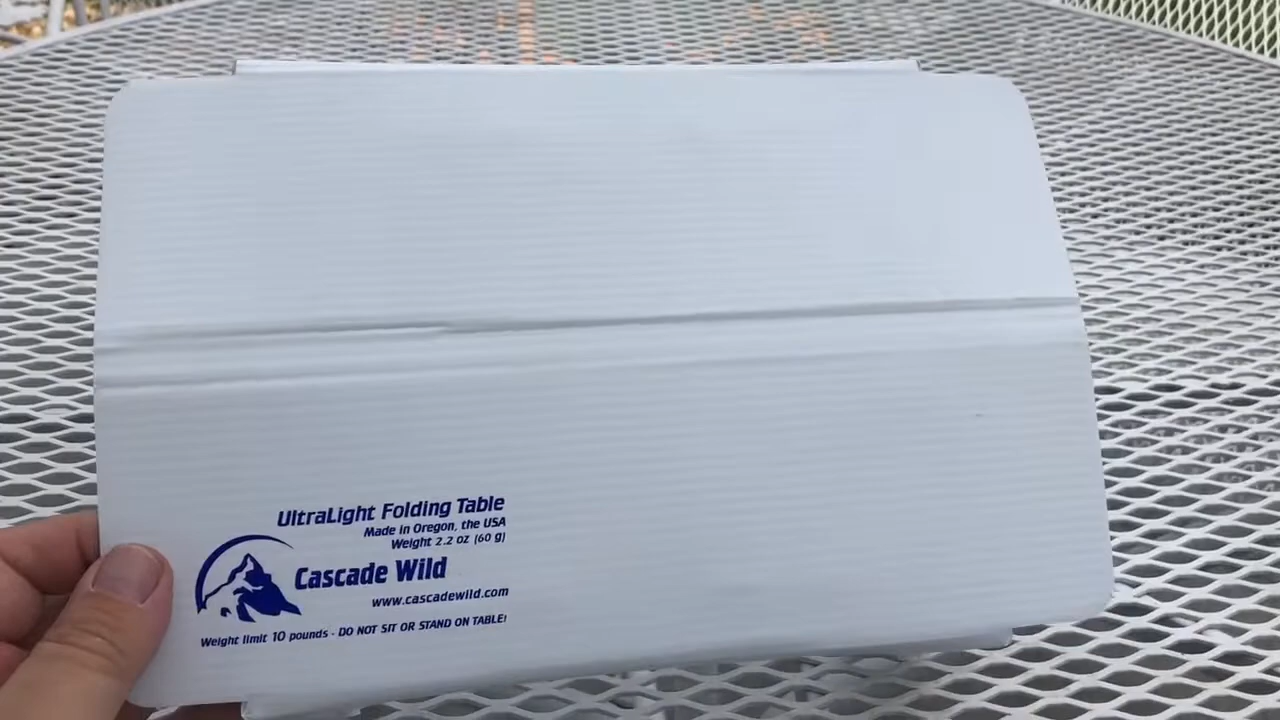 UltraLight Folding Table
Made in Oregon, the USA
Weight 2.2 oz (60 g)
Cascade Wild
www.cascadewild.com
Weight limit 10 pounds - DO NOT SIT OR STAND ON TABLE!